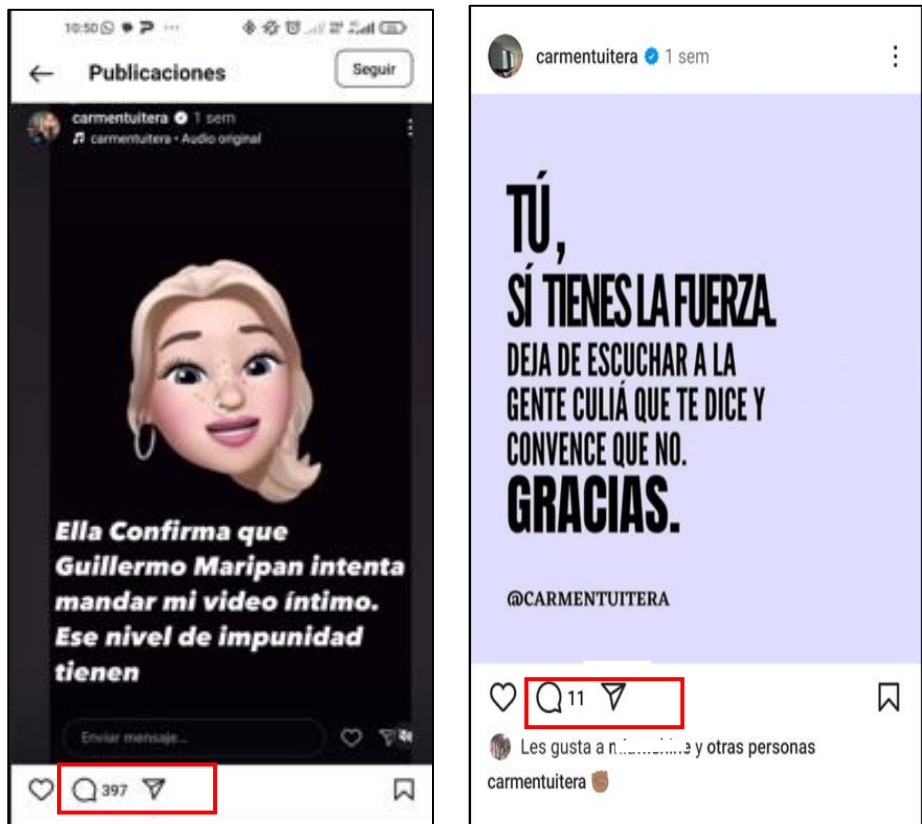 10:50
Publicaciones
Seguir
carmentuitera 1 sem
carmentuitera • Audio original
Ella Confirma que
Guillermo Maripan intenta
mandar mi video íntimo.
Ese nivel de impunidad
tienen
Enviar mensaje...
397
carmentuitera 1 sem
TÚ,
SÍ TIENES LA FUERZA.
DEJA DE ESCUCHAR A LA
GENTE CULIÁ QUE TE DICE Y
CONVENCE QUE NO.
GRACIAS.
@CARMENTUITERA
11
Les gusta a y otras personas
carmentuitera